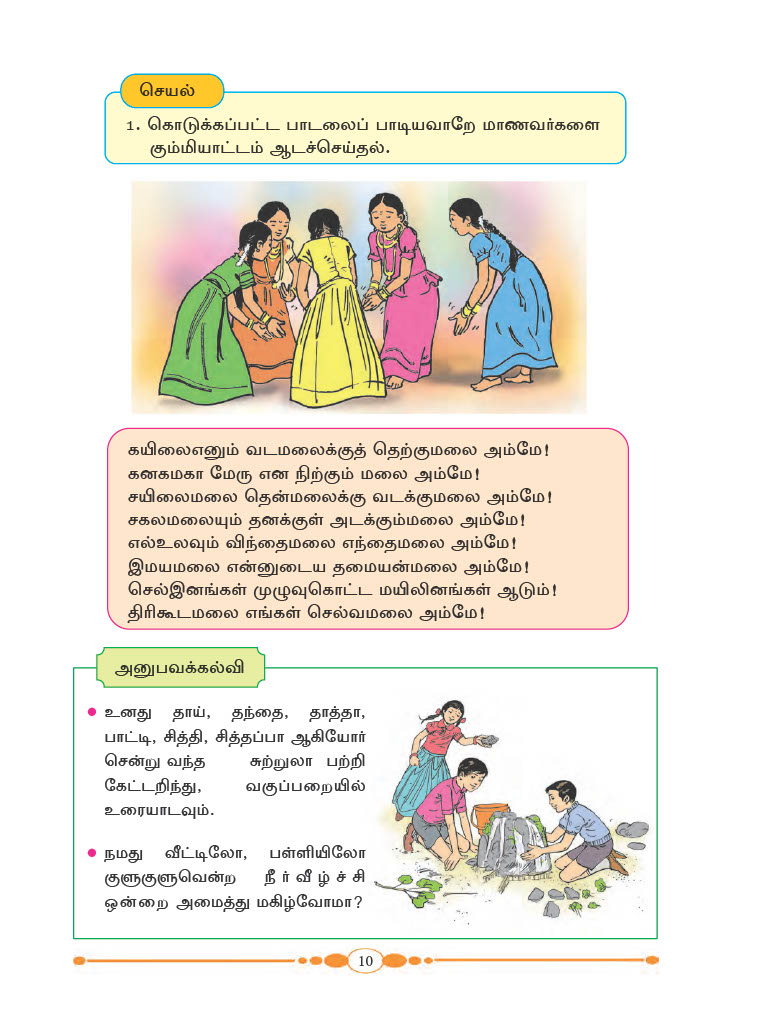 செயல்
1. கொடுக்கப்பட்ட பாடலைப் பாடியவாறே மாணவர்களை
கும்மியாட்டம் ஆடச்செய்தல்.
கயிலைஎனும் வடமலைக்குத் தெற்குமலை அம்மே!
கனகமகா மேரு என நிற்கும் மலை அம்மே!
சயிலைமலை தென்மலைக்கு வடக்குமலை அம்மே!
சகலமலையும் தனக்குள் அடக்கும்மலை அம்மே!
எல்உலவும் விந்தைமலை எந்தைமலை அம்மே!
இமயமலை என்னுடைய தமையன்மலை அம்மே!
செல்இனங்கள் முழுவுகொட்ட மயிலினங்கள் ஆடும்!
திரிகூடமலை எங்கள் செல்வமலை அம்மே!
அனுபவக்கல்வி
உனது தாய், தந்தை, தாத்தா,
பாட்டி, சித்தி, சித்தப்பா ஆகியோர்
சென்று வந்த சுற்றுலா பற்றி
கேட்டறிந்து, வகுப்பறையில்
உரையாடவும்.
நமது வீட்டிலோ, பள்ளியிலோ
குளுகுளுவென்ற நீர்வீழ்ச்சி
ஒன்றை அமைத்து மகிழ்வோமா?
10